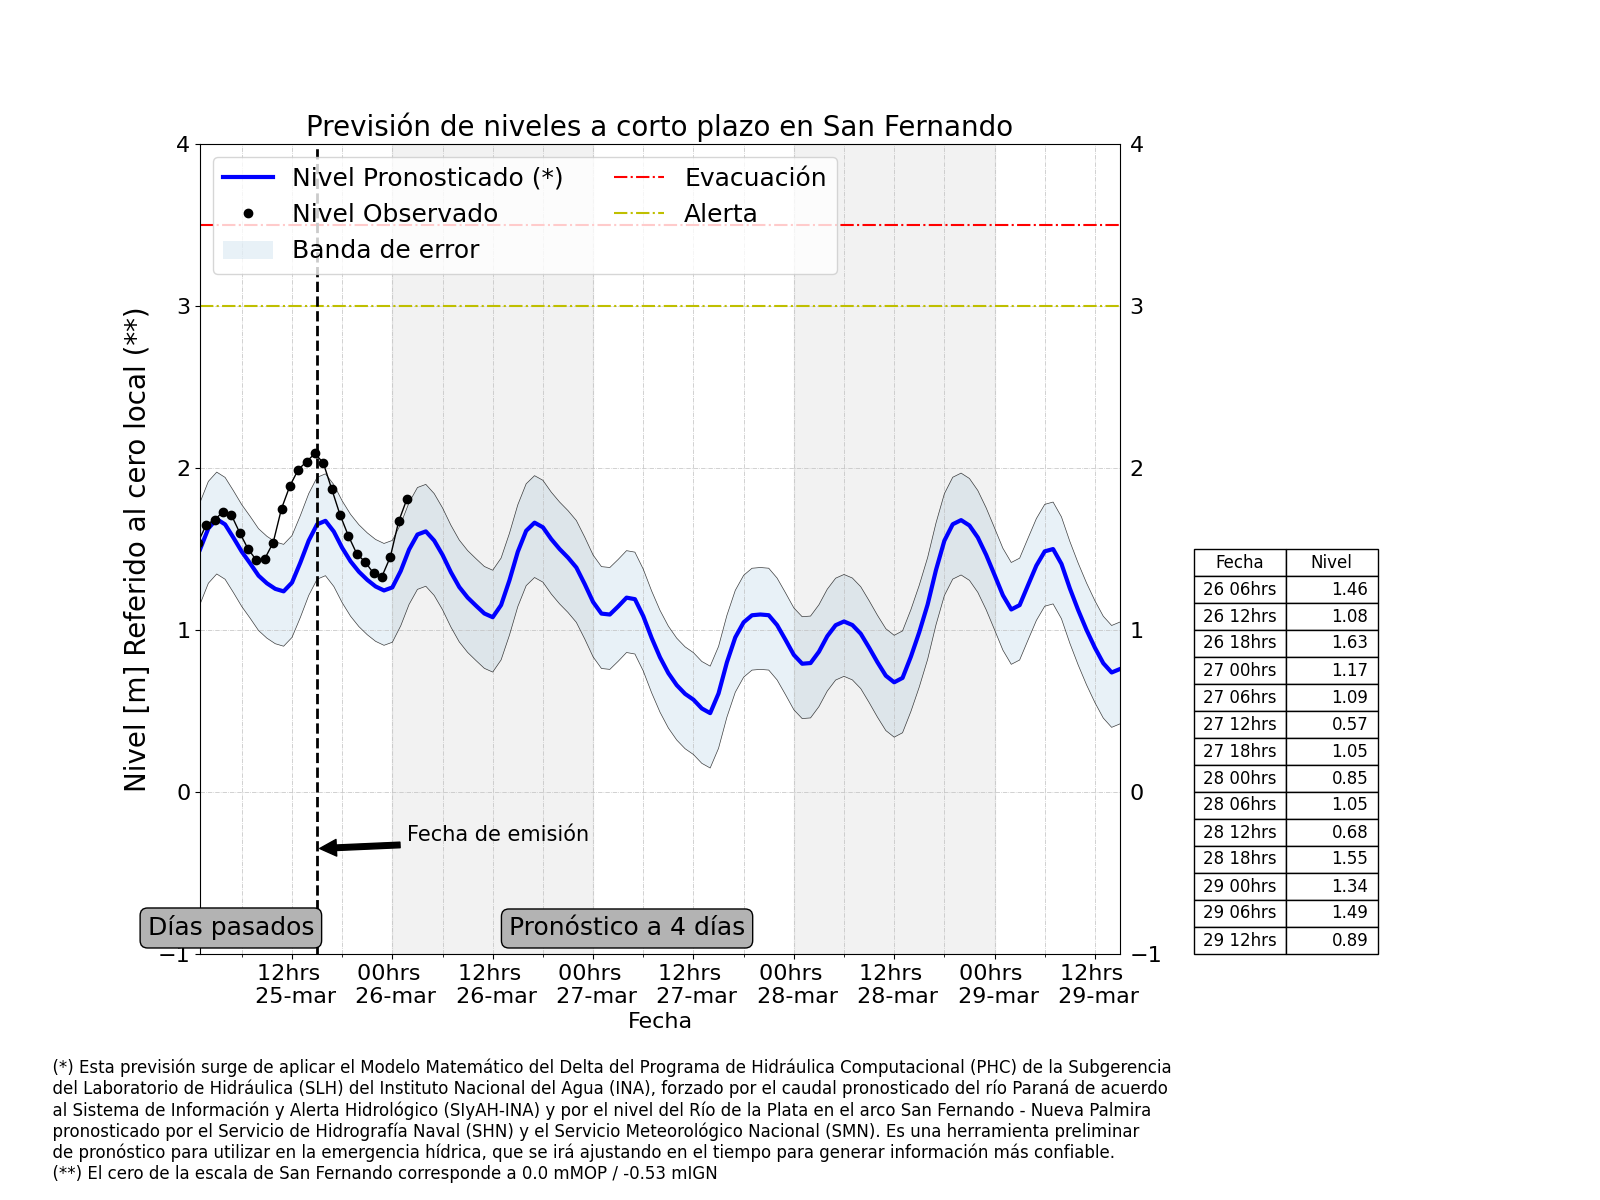 Previsión de niveles a corto plazo en San Fernando
4
3
2
1
0
−1
4
3
2
1
0
−1
Nivel [m] Referido al cero local (**)
Nivel Pronosticado (*)
Nivel Observado
Banda de error
Evacuación
Alerta
Fecha de emisión
Días pasados
Pronóstico a 4 días
12hrs 00hrs 12hrs 00hrs 12hrs 00hrs 12hrs 00hrs 12hrs
25-mar 26-mar 26-mar 27-mar 27-mar 28-mar 28-mar 29-mar 29-mar
Fecha
Fecha Nivel
26 06hrs 1.46
26 12hrs 1.08
26 18hrs 1.63
27 00hrs 1.17
27 06hrs 1.09
27 12hrs 0.57
27 18hrs 1.05
28 00hrs 0.85
28 06hrs 1.05
28 12hrs 0.68
28 18hrs 1.55
29 00hrs 1.34
29 06hrs 1.49
29 12hrs 0.89
(*) Esta previsión surge de aplicar el Modelo Matemático del Delta del Programa de Hidráulica Computacional (PHC) de la Subgerencia
del Laboratorio de Hidráulica (SLH) del Instituto Nacional del Agua (INA), forzado por el caudal pronosticado del río Paraná de acuerdo
al Sistema de Información y Alerta Hidrológico (SIyAH-INA) y por el nivel del Río de la Plata en el arco San Fernando - Nueva Palmira
pronosticado por el Servicio de Hidrografía Naval (SHN) y el Servicio Meteorológico Nacional (SMN). Es una herramienta preliminar
de pronóstico para utilizar en la emergencia hídrica, que se irá ajustando en el tiempo para generar información más confiable.
(**) El cero de la escala de San Fernando corresponde a 0.0 mMOP / -0.53 mIGN